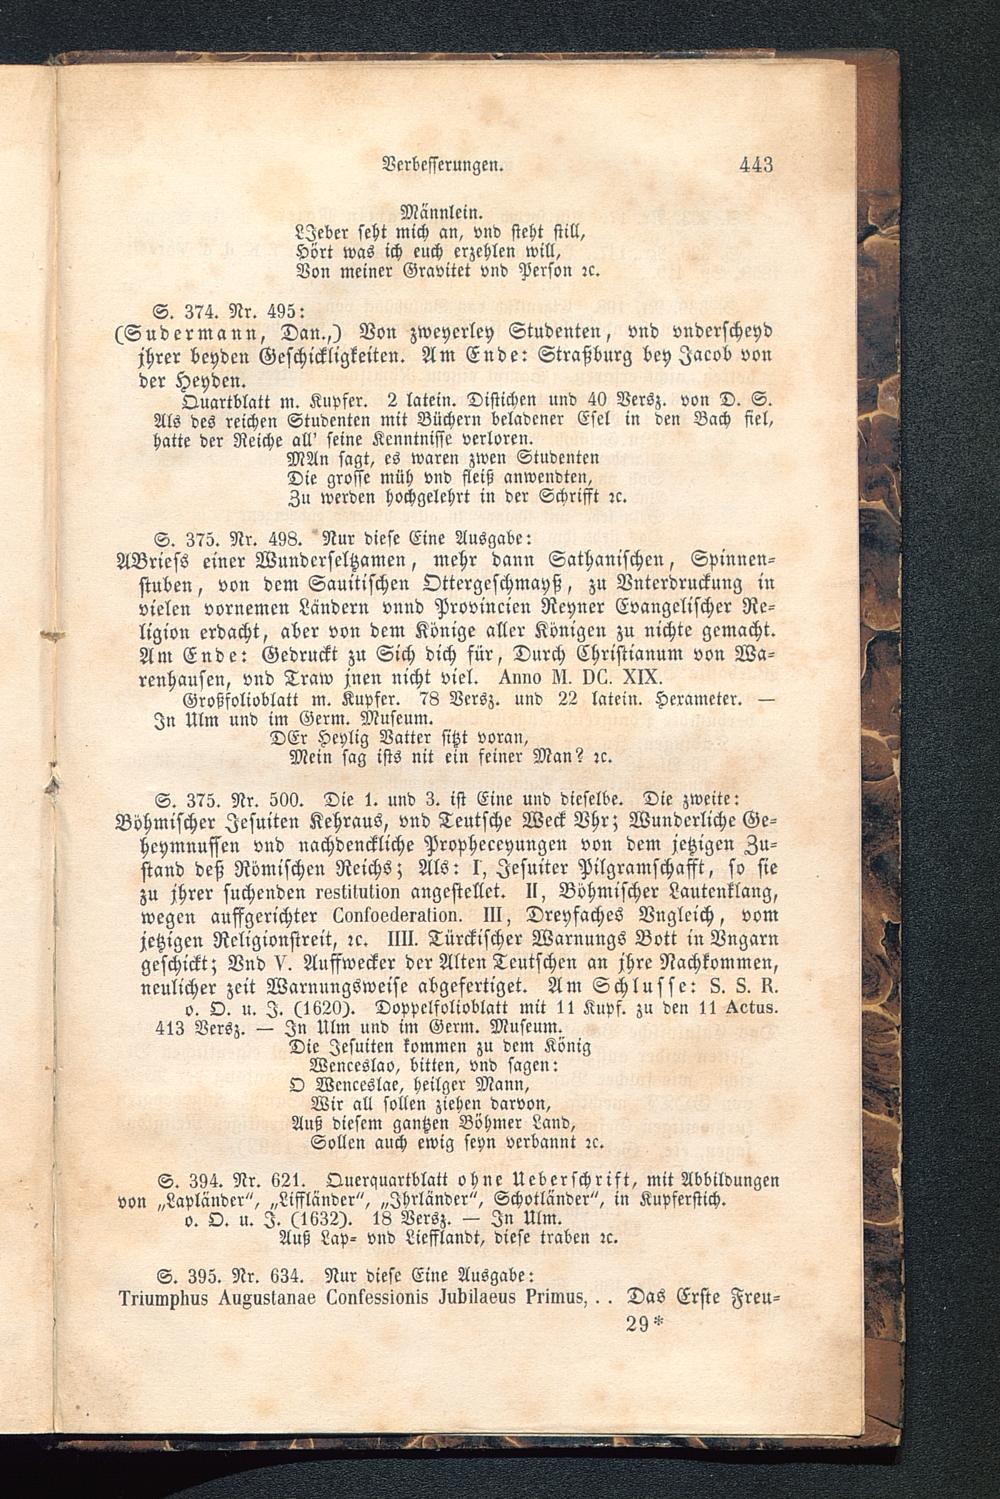 Verbesserungen. 443
Männlein.
LJeber seht mich an, vnd steht still,
Hört was ich euch erzehlen will,
Von meiner Gravitet vnd Person ꝛc.
S. 374. Nr. 495:
(Sudermann, Dan.,) Von zweyerley Studenten, vnd vnderscheyd
jhrer beyden Geschickligkeiten. Am Ende: Straßburg bey Jacob von
der Heyden.
Quartblatt m. Kupfer. 2 latein. Distichen und 40 Versz. von D. S.
Als des reichen Studenten mit Büchern beladener Esel in den Bach fiel,
hatte der Reiche all' seine Kenntnisse verloren.
MAn sagt, es waren zwen Studenten
Die grosse müh vnd fleiß anwendten,
Zu werden hochgelehrt in der Schrifft ꝛc.
S. 375. Nr. 498. Nur diese Eine Ausgabe:
ABriess einer Wunderseltzamen, mehr dann Sathanischen, Spinnen-
stuben, von dem Sauitischen Ottergeschmayß, zu Vnterdruckung in
vielen vornemen Ländern vnnd Provincien Reyner Evangelischer Re-
ligion erdacht, aber von dem Könige aller Königen zu nichte gemacht.
Am Ende: Gedruckt zu Sich dich für, Durch Christianum von Wa-
renhausen, vnd Traw jnen nicht viel. Anno M. DC. XIX.
Großfolioblatt m. Kupfer. 78 Versz. und 22 latein. Hexameter. —
In Ulm und im Germ. Museum.
DEr Heylig Vatter sitzt voran,
Mein sag ists nit ein feiner Man? ꝛc.
S. 375. Nr. 500. Die 1. und 3. ist Eine und dieselbe. Die zweite:
Böhmischer Jesuiten Kehraus, vnd Teutsche Weck Vhr; Wunderliche Ge-
heymnussen vnd nachdenckliche Propheceyungen von dem jetzigen Zu-
stand deß Römischen Reichs; Als: I, Jesuiter Pilgramschafft, so sie
zu jhrer suchenden restitution angestellet. II, Böhmischer Lautenklang,
wegen auffgerichter Confoederation. III, Dreyfaches Vngleich, vom
jetzigen Religionstreit, ꝛc. IIII. Türckischer Warnungs Bott in Vngarn
geschickt; Vnd V. Auffwecker der Alten Teutschen an jhre Nachkommen,
neulicher zeit Warnungsweise abgefertiget. Am Schlusse: S. S. R.
o. O. u. J. (1620). Doppelfolioblatt mit 11 Kupf. zu den 11 Actus.
413 Versz. — In Ulm und im Germ. Museum.
Die Jesuiten kommen zu dem König
Wenceslao, bitten, vnd sagen:
O Wenceslae, heilger Mann,
Wir all sollen ziehen darvon,
Auß diesem gantzen Böhmer Land,
Sollen auch ewig seyn verbannt ꝛc.
S. 394. Nr. 621. Querquartblatt ohne Ueberschrift, mit Abbildungen
von „Lapländer“, „Liffländer“, „Jhrländer“, Schotländer“, in Kupferstich.
o. O. u. J. (1632). 18 Versz. — In Ulm.
Auß Lap- vnd Liefflandt, diese traben ꝛc.
S. 395. Nr. 634. Nur diese Eine Ausgabe:
Triumphus Augustanae Confessionis Jubilaeus Primus, . . Das Erste Freu-
29*